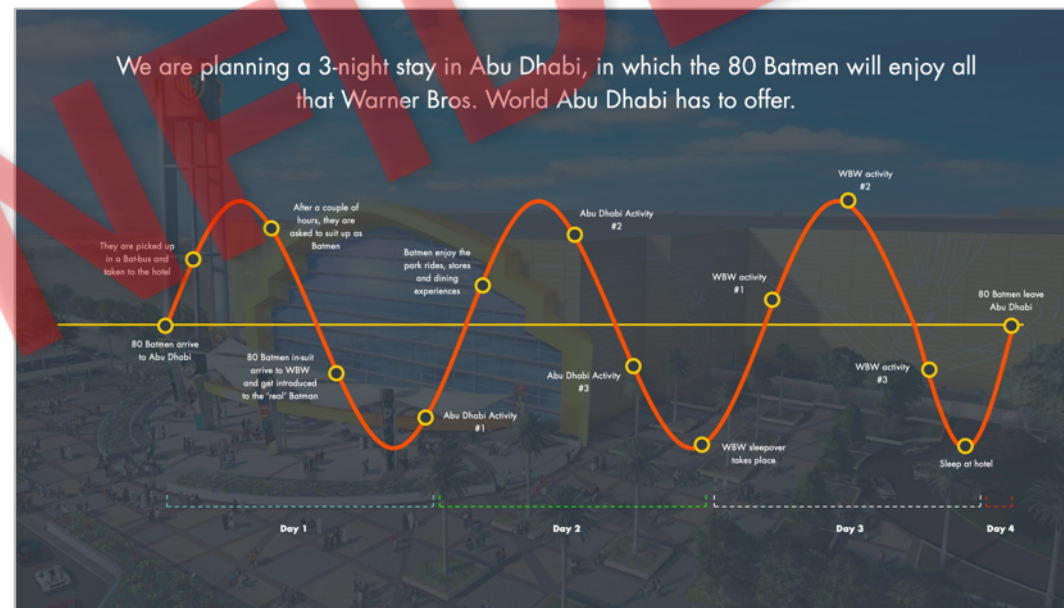 We are planning a 3-night stay in Abu Dhabi, in which the 80 Batmen will enjoy all
that Warner Bros. World Abu Dhabi has to offer.
They are picked up
in a Bat-bus and
taken to the hotel
After a couple of
hours, they are
asked to suit up as
Batmen
80 Batmen arrive
to Abu Dhabi
80 Batmen in-suit
arrive to WBW
and get introduced
to the 'real' Batman
Abu Dhabi Activity
#1
Batmen enjoy the
park rides, stores
and dining
experiences
Abu Dhabi Activity
#2
Abu Dhabi Activity
#3
WBW sleepover
takes place
WBW activity
#1
WBW activity
#2
WBW activity
#3
Sleep at hotel
80 Batmen leave
Abu Dhabi
Day 1
Day 2
Day 3
Day 4
NFIDE